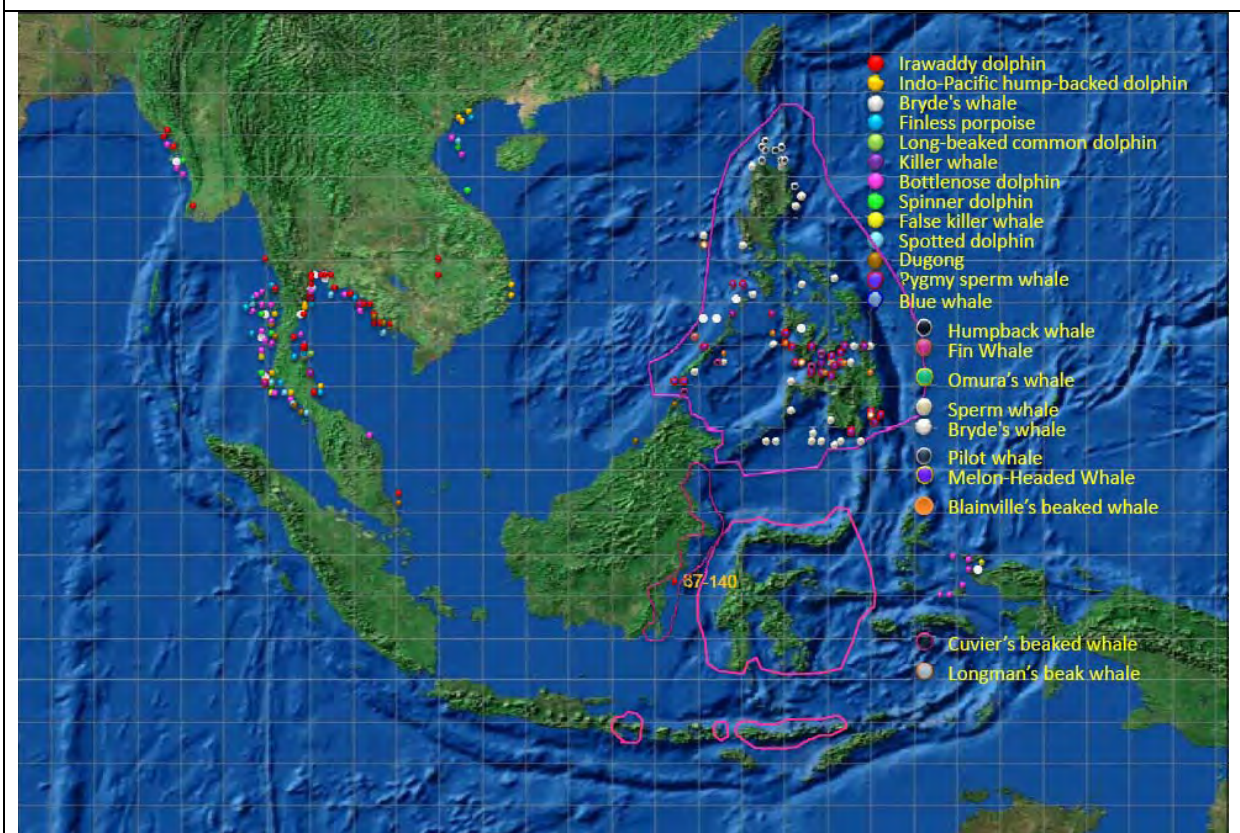 Irawaddy dolphin
Indo-Pacific hump-backed dolphin
Bryde's whale
Finless porpoise
Long-beaked common dolphin
Killer whale
Bottlenose dolphin
Spinner dolphin
False killer whale
Spotted dolphin
Dugong
Pygmy sperm whale
Blue whale
Humpback whale
Fin Whale
Omura's whale
Sperm whale
Bryde's whale
Pilot whale
Melon-Headed Whale
Blainville's beaked whale
67-140
Cuvier's beaked whale
Longman's beak whale